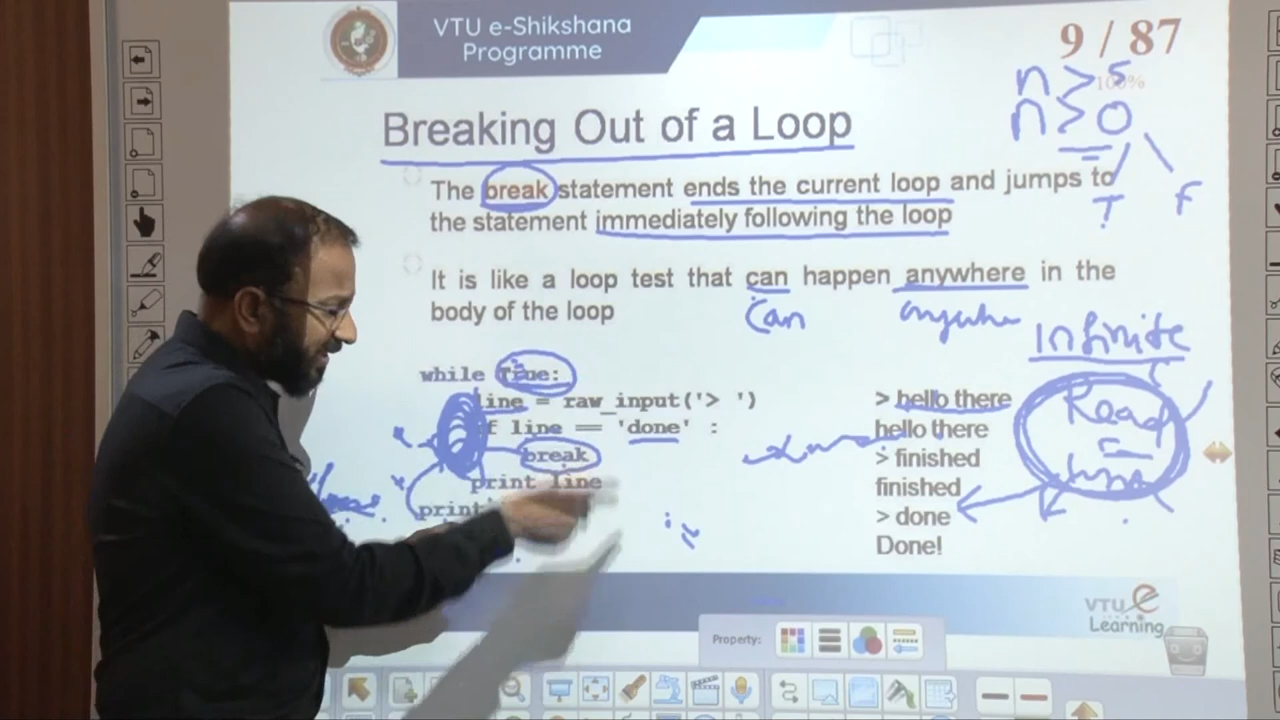 VTU e-Shikshana
Programme
9 / 87
100%
n > 5
n > 0
T F
Breaking Out of a Loop
The break statement ends the current loop and jumps to
the statement immediately following the loop
It is like a loop test that can happen anywhere in the
body of the loop
can anywhere
Infinite
while True:
line = raw_input('> ')
if line == 'done' :
break
print line
print
> hello there
hello there
> finished
finished
> done
Done!
Read
VTU e
Learning
Property: